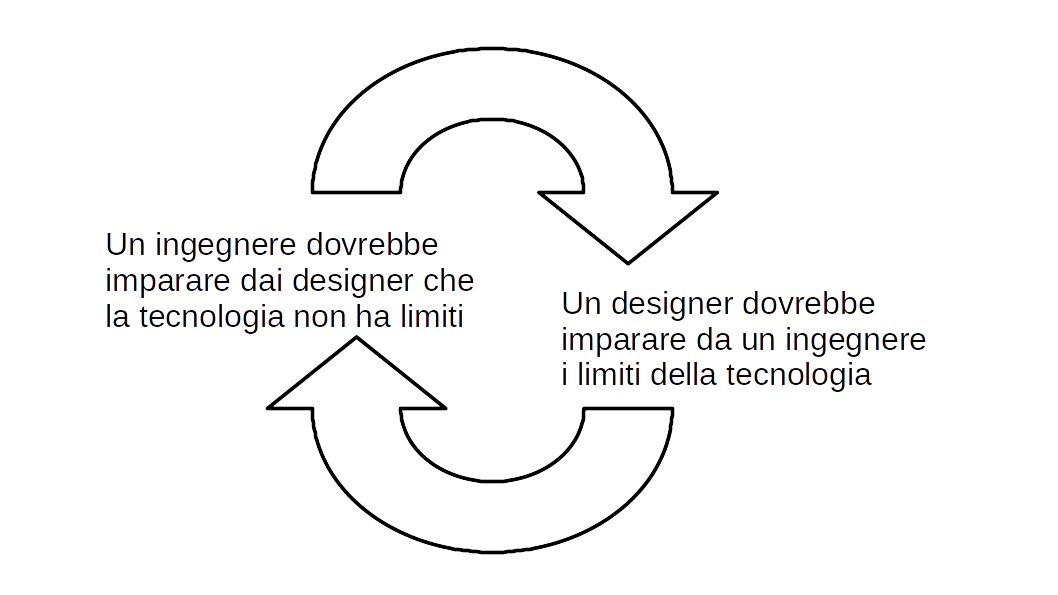 Un ingegnere dovrebbe
imparare dai designer che
la tecnologia non ha limiti
Un designer dovrebbe
imparare da un ingegnere
i limiti della tecnologia